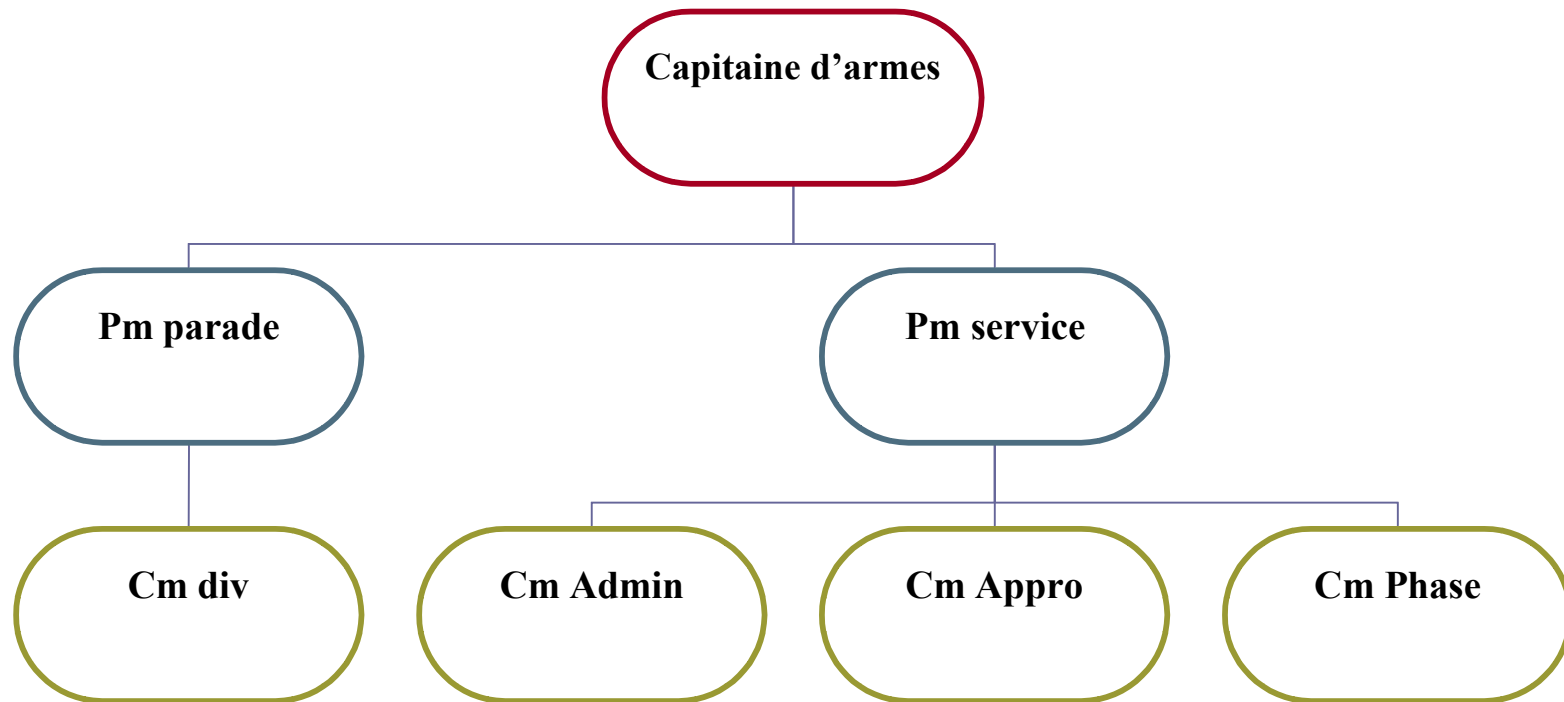 Capitaine d’armes
Pm parade
Pm service
Cm div
Cm Admin
Cm Appro
Cm Phase